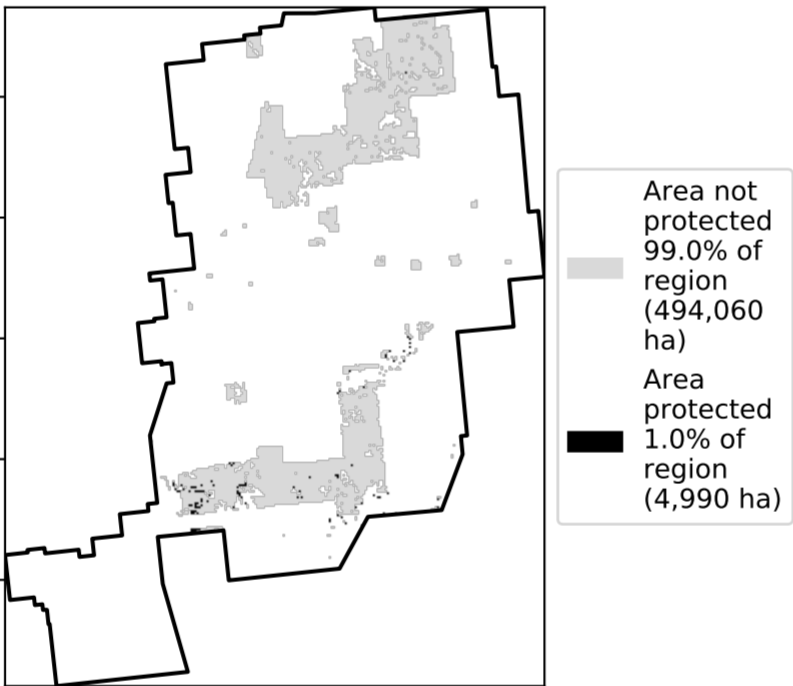 Area not
protected
99.0% of
region
(494,060
ha)
Area
protected
1.0% of
region
(4,990 ha)